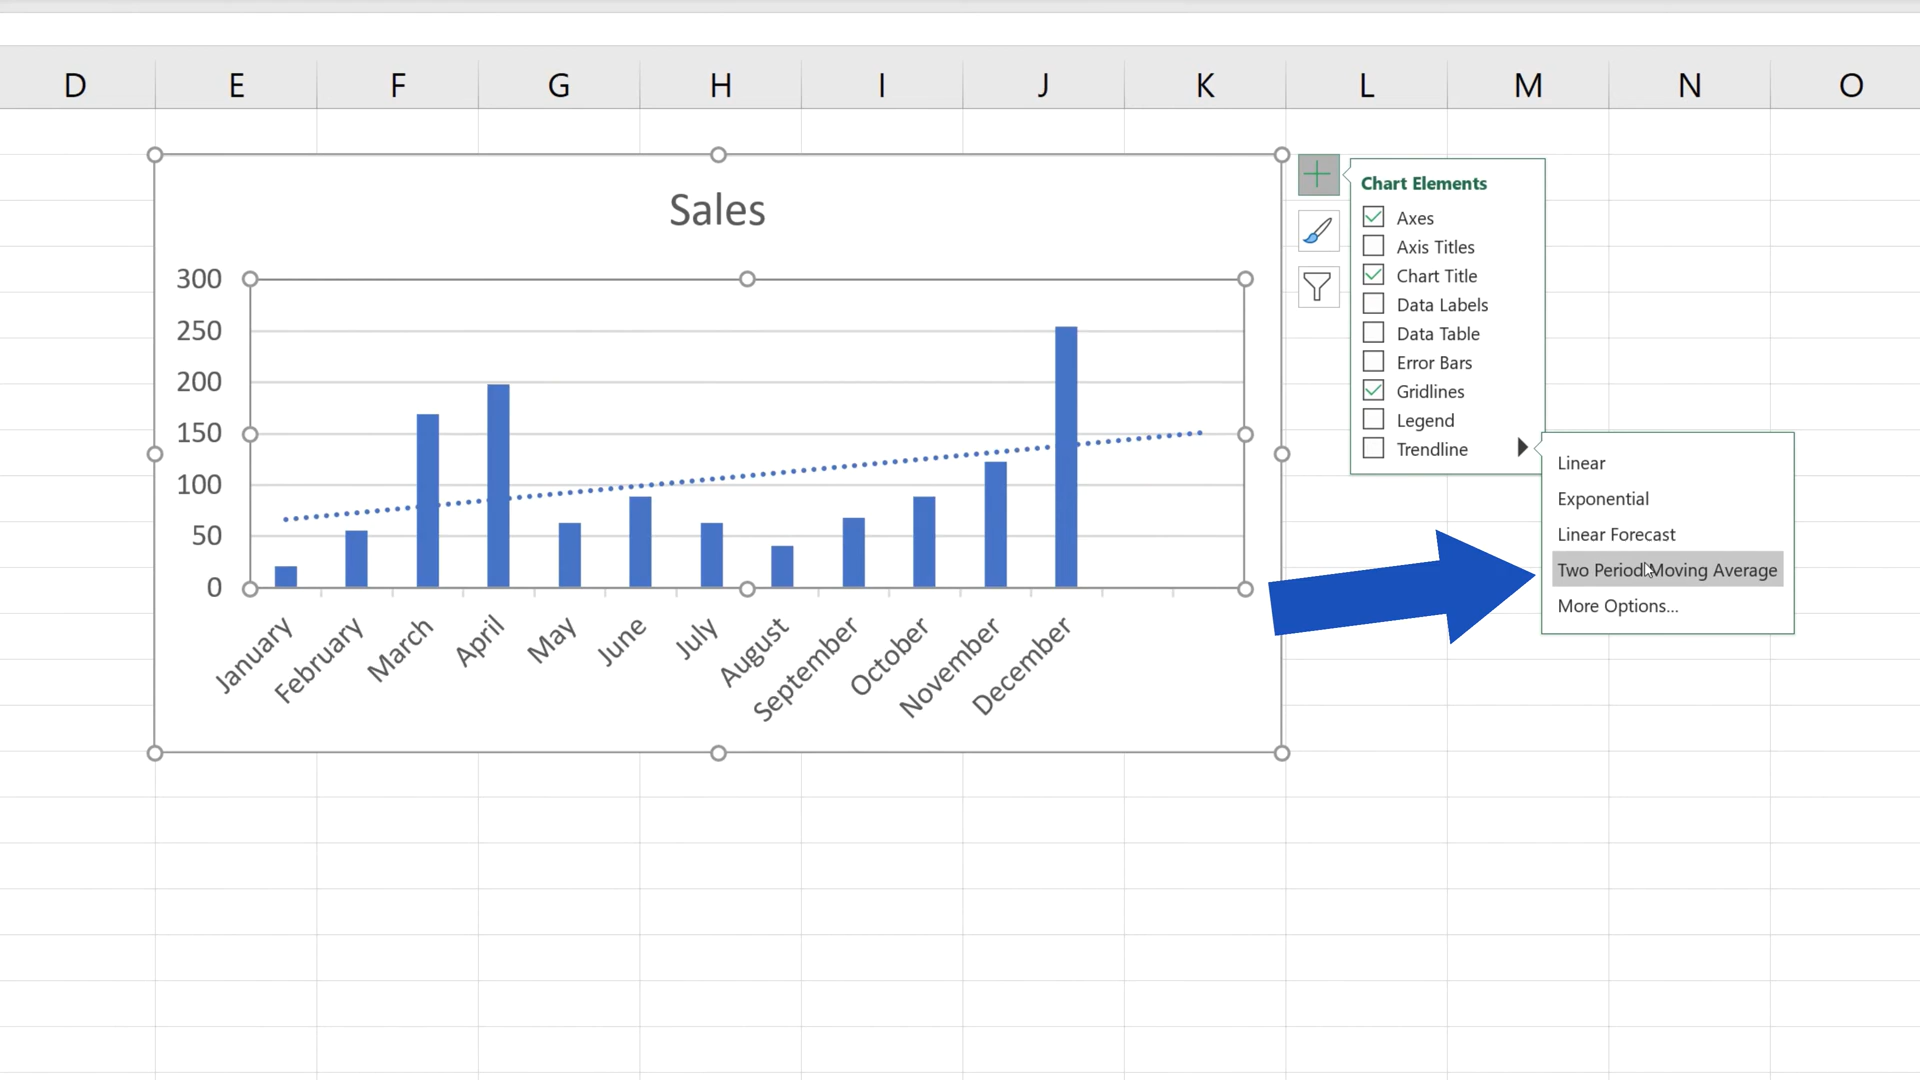 D E F G H I J K L M N O
Sales
300
250
200
150
100
50
0
January February March April May June July August September October November December
Chart Elements
Axes
Axis Titles
Chart Title
Data Labels
Data Table
Error Bars
Gridlines
Legend
Trendline
Linear
Exponential
Linear Forecast
Two Period Moving Average
More Options...